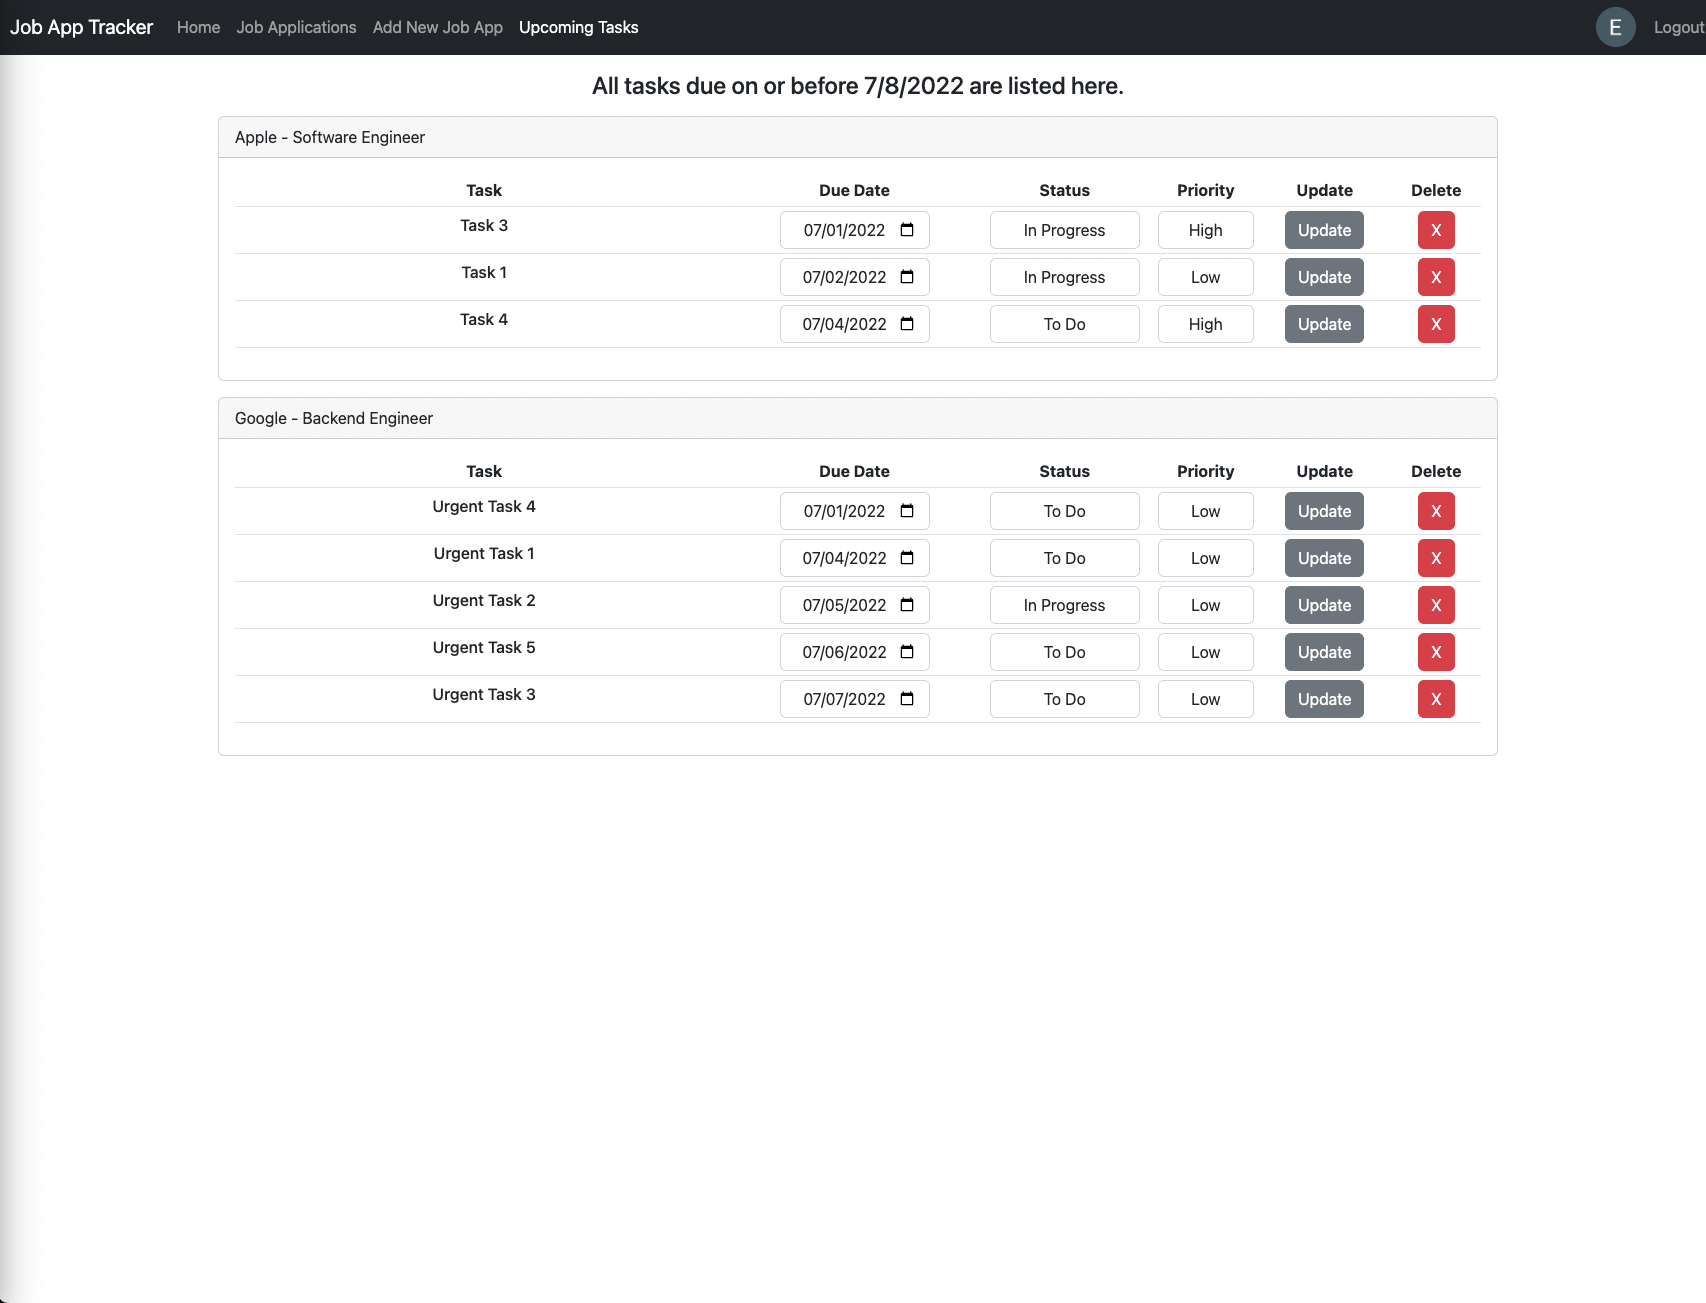 Job App Tracker Home Job Applications Add New Job App Upcoming Tasks E Logout
All tasks due on or before 7/8/2022 are listed here.
Apple - Software Engineer
Task Due Date Status Priority Update Delete
Task 3 07/01/2022 In Progress High Update X
Task 1 07/02/2022 In Progress Low Update X
Task 4 07/04/2022 To Do High Update X
Google - Backend Engineer
Task Due Date Status Priority Update Delete
Urgent Task 4 07/01/2022 To Do Low Update X
Urgent Task 1 07/04/2022 To Do Low Update X
Urgent Task 2 07/05/2022 In Progress Low Update X
Urgent Task 5 07/06/2022 To Do Low Update X
Urgent Task 3 07/07/2022 To Do Low Update X